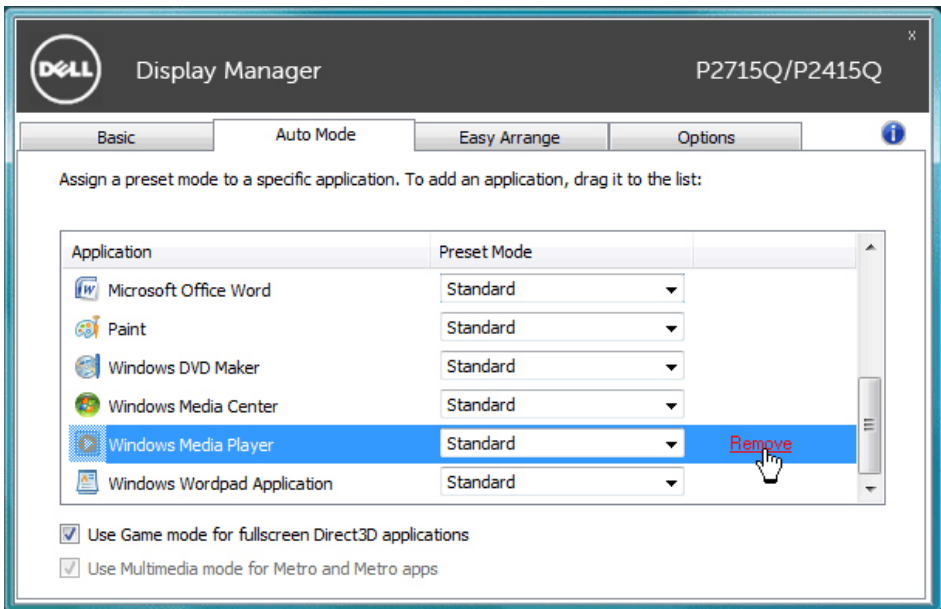 DELL Display Manager P2715Q/P2415Q x
Basic Auto Mode Easy Arrange Options i
Assign a preset mode to a specific application. To add an application, drag it to the list:
Application Preset Mode
Microsoft Office Word Standard
Paint Standard
Windows DVD Maker Standard
Windows Media Center Standard
Windows Media Player Standard Remove
Windows Wordpad Application Standard
Use Game mode for fullscreen Direct3D applications
Use Multimedia mode for Metro and Metro apps